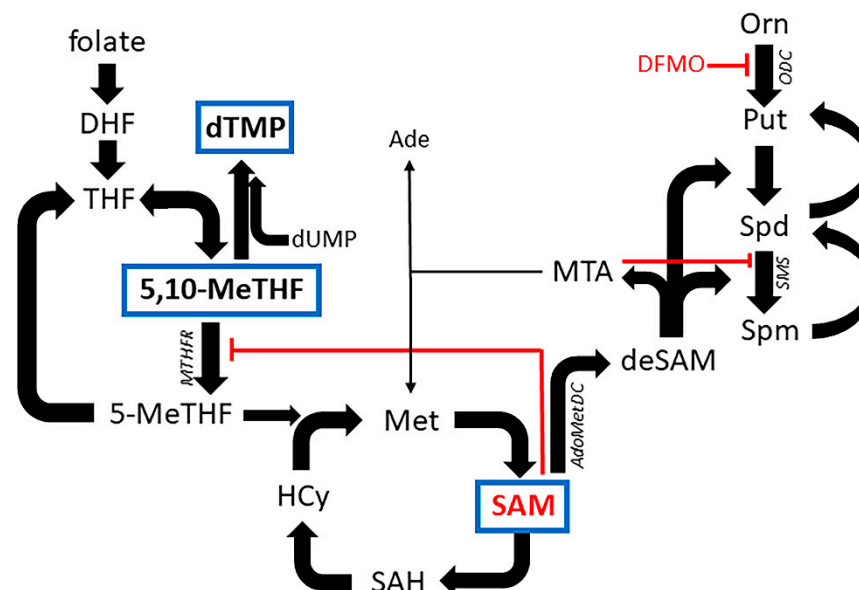 Orn
folate
DFMO
ODC
DHF
dTMP
Put
Ade
THF
dUMP
Spd
MTA
SMS
5,10-MeTHF
Spm
MTHFR
deSAM
5-MeTHF
Met
AdoMetDC
HCy
SAM
SAH